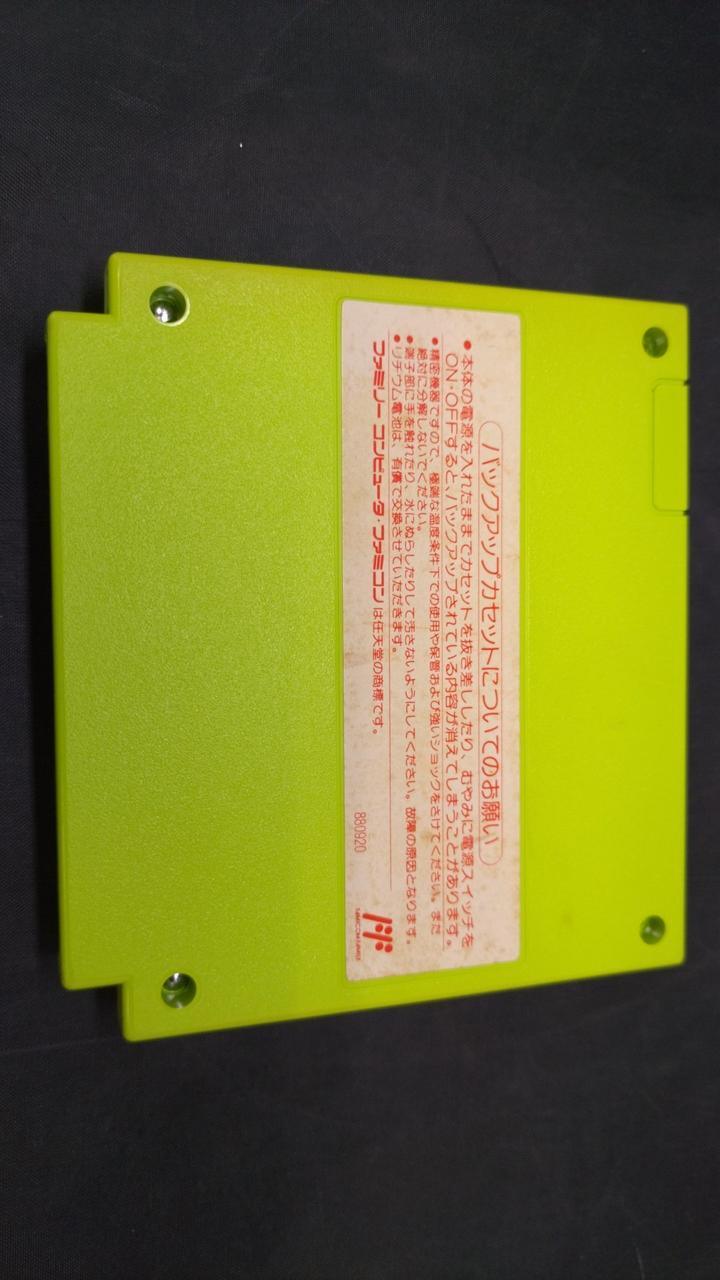 バックアップカセットについてのお願い
●本体の電源を入れたままでカセットを抜き差ししたり、むやみに電源スイッチを
ON・OFFすると、バックアップされている内容が消えてしまうことがあります。
●精密機器ですので、極端な温度条件下での使用や保管および強いショックをさけてください。また
絶対に分解しないでください。
●端子部に手を触れたり、水にぬらしたりして汚さないようにしてください。故障の原因となります。
●リチウム電池は、有償で交換させていただきます。
ファミリーコンピュータ・ファミコンは任天堂の商標です。
880920